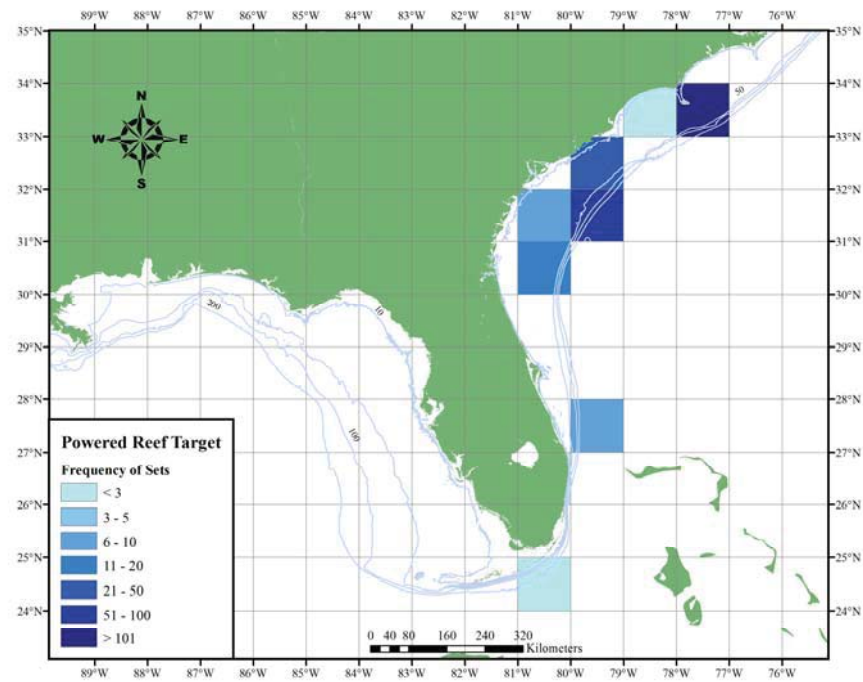 89°W 88°W 87°W 86°W 85°W 84°W 83°W 82°W 81°W 80°W 79°W 78°W 77°W 76°W
35°N 35°N
34°N 34°N
33°N 33°N
32°N 32°N
31°N 31°N
30°N 30°N
29°N 29°N
28°N 28°N
27°N 27°N
26°N 26°N
25°N 25°N
24°N 24°N
N
W E
S
50
200
10
100
Powered Reef Target
Frequency of Sets
< 3
3 - 5
6 - 10
11 - 20
21 - 50
51 - 100
> 101
0 40 80 160 240 320
Kilometers
89°W 88°W 87°W 86°W 85°W 84°W 83°W 82°W 81°W 80°W 79°W 78°W 77°W 76°W